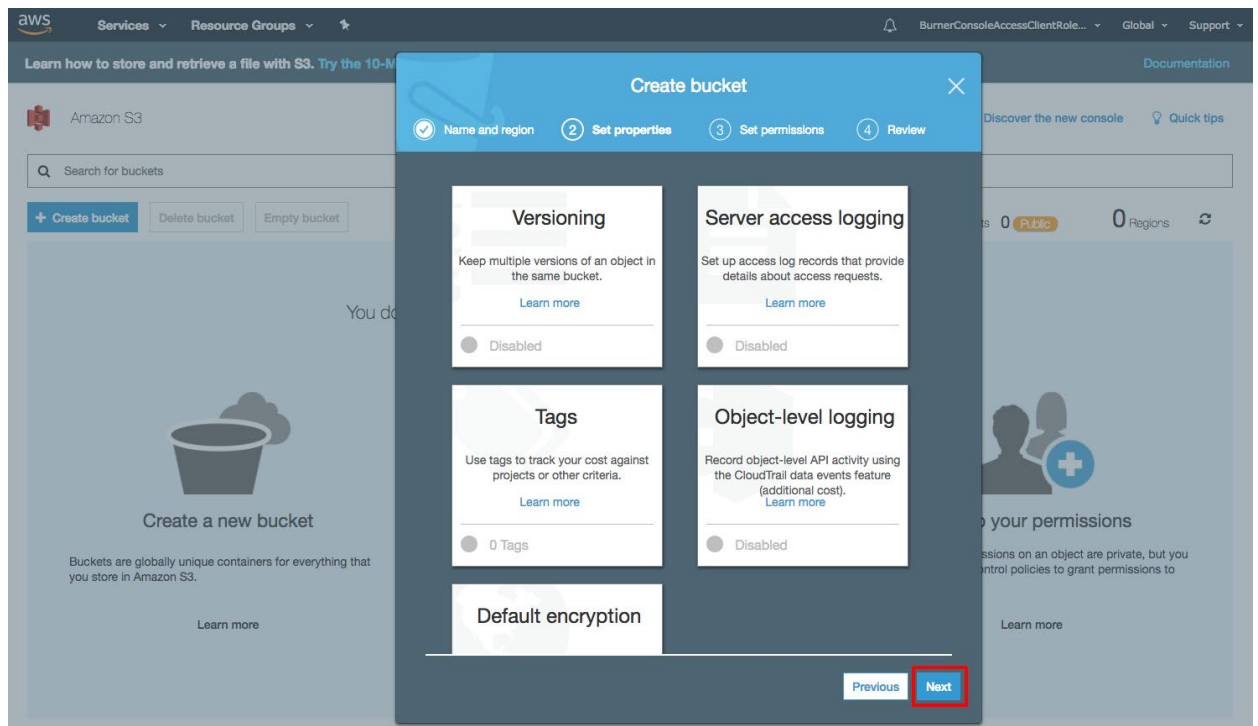 aws Services Resource Groups BurnerConsoleAccessClientRole... Global Support
Learn how to store and retrieve a file with S3. Try the 10-M Documentation
Create bucket
Amazon S3
Name and region 2 Set properties 3 Set permissions 4 Review
Discover the new console Quick tips
Search for buckets
+ Create bucket Delete bucket Empty bucket
ts 0 Public 0 Regions
Versioning
Keep multiple versions of an object in
the same bucket.
Learn more
Disabled
Server access logging
Set up access log records that provide
details about access requests.
Learn more
Disabled
You do
Tags
Use tags to track your cost against
projects or other criteria.
Learn more
0 Tags
Object-level logging
Record object-level API activity using
the CloudTrail data events feature
(additional cost).
Learn more
Disabled
Default encryption
Create a new bucket
Buckets are globally unique containers for everything that
you store in Amazon S3.
Learn more
your permissions
ssions on an object are private, but you
ntrol policies to grant permissions to
Learn more
Previous Next